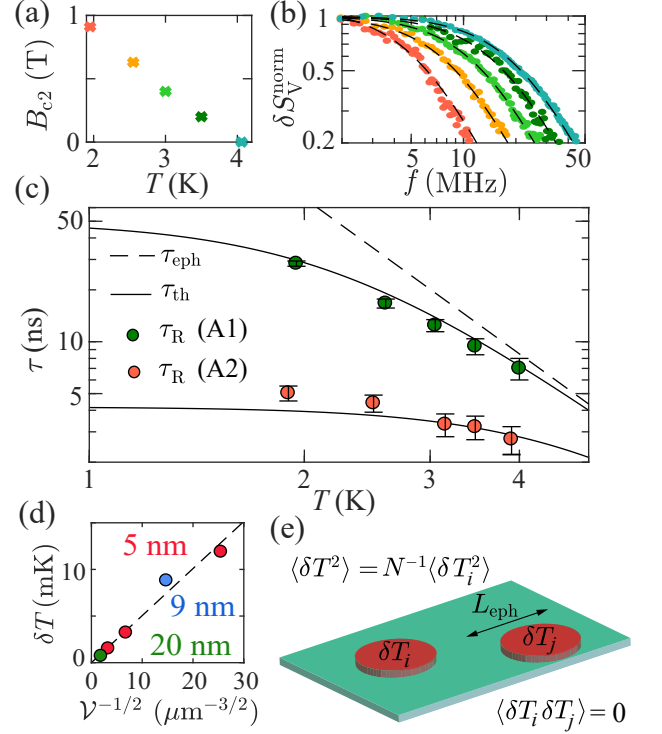 (a)
B_c2 (T)
1
0
2
3
4
T (K)
(b)
δS_V^norm
1.0
0.5
0.2
5
10
50
f (MHz)
(c)
τ (ns)
50
10
5
τ_eph
τ_th
τ_R (A1)
τ_R (A2)
1
2
3
4
T (K)
(d)
δT (mK)
10
0
5 nm
9 nm
20 nm
0
10
20
30
𝒱^{-1/2} (μm^{-3/2})
(e)
⟨δT²⟩ = N⁻¹⟨δT_i²⟩
L_eph
δT_i
δT_j
⟨δT_i δT_j⟩ = 0